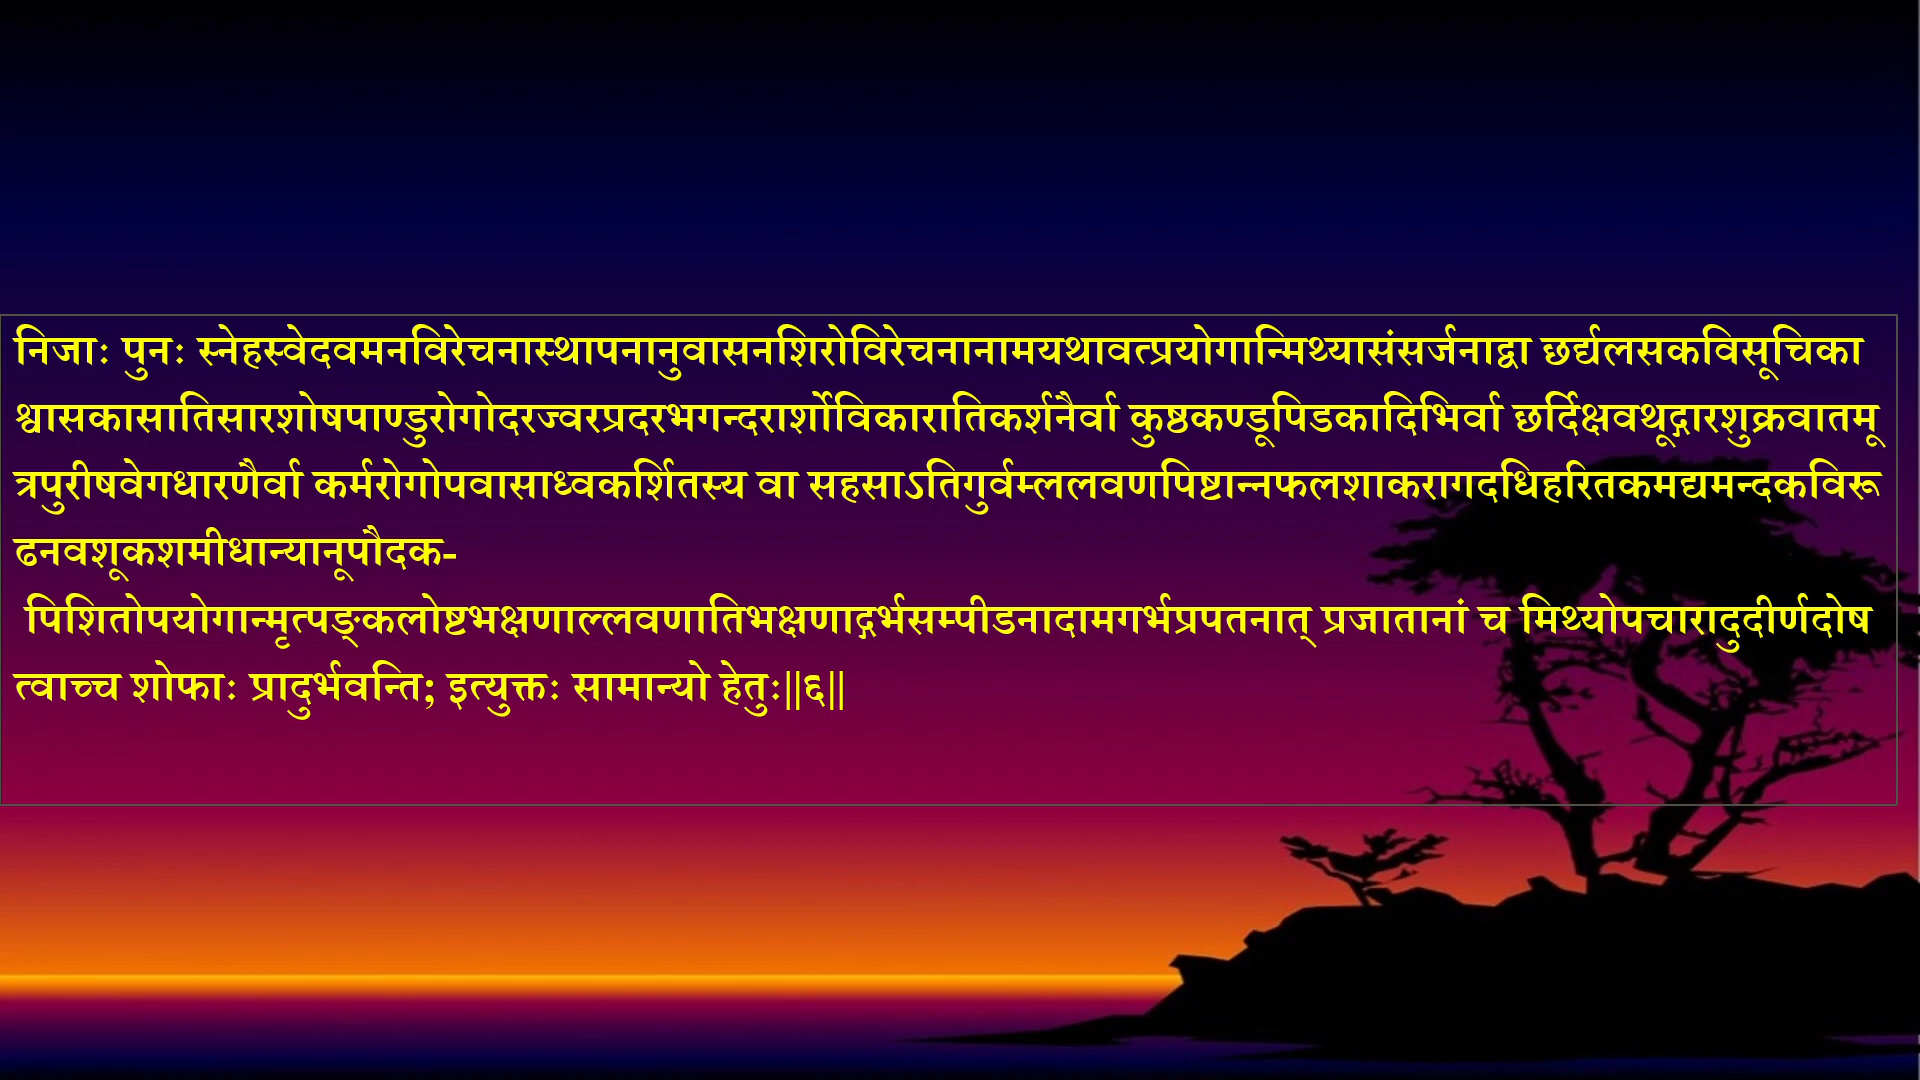 निजाः पुनः स्नेहस्वेदवमनविरेचनास्थापनानुवासनशिरोविरेचनानामयथावत्प्रयोगान्मिथ्यासंसर्जनाद्वा छर्द्यलसकविसूचिका
श्वासकासातिसारशोषपाण्डुरोगोदरज्वरप्रदरभगन्दरार्शोविकारातिकर्शनैर्वा कुष्ठकण्डूपिडकादिभिर्वा छर्दिक्षवथूद्गारशुक्रवातमू
त्रपुरीषवेगधारणैर्वा कर्मरोगोपवासाध्वकर्शितस्य वा सहसाऽतिगुर्वम्ललवणपिष्टान्नफलशाकरागदधिहरितकमद्यमन्दकविरू
ढनवशूकशमीधान्यानूपौदक-
पिशितोपयोगान्मृत्पङ्कलोष्टभक्षणाल्लवणातिभक्षणाद्गर्भसम्पीडनादामगर्भप्रपतनात् प्रजातानां च मिथ्योपचारादुदीर्णदोष
त्वाच्च शोफाः प्रादुर्भवन्ति; इत्युक्तः सामान्यो हेतुः||६||